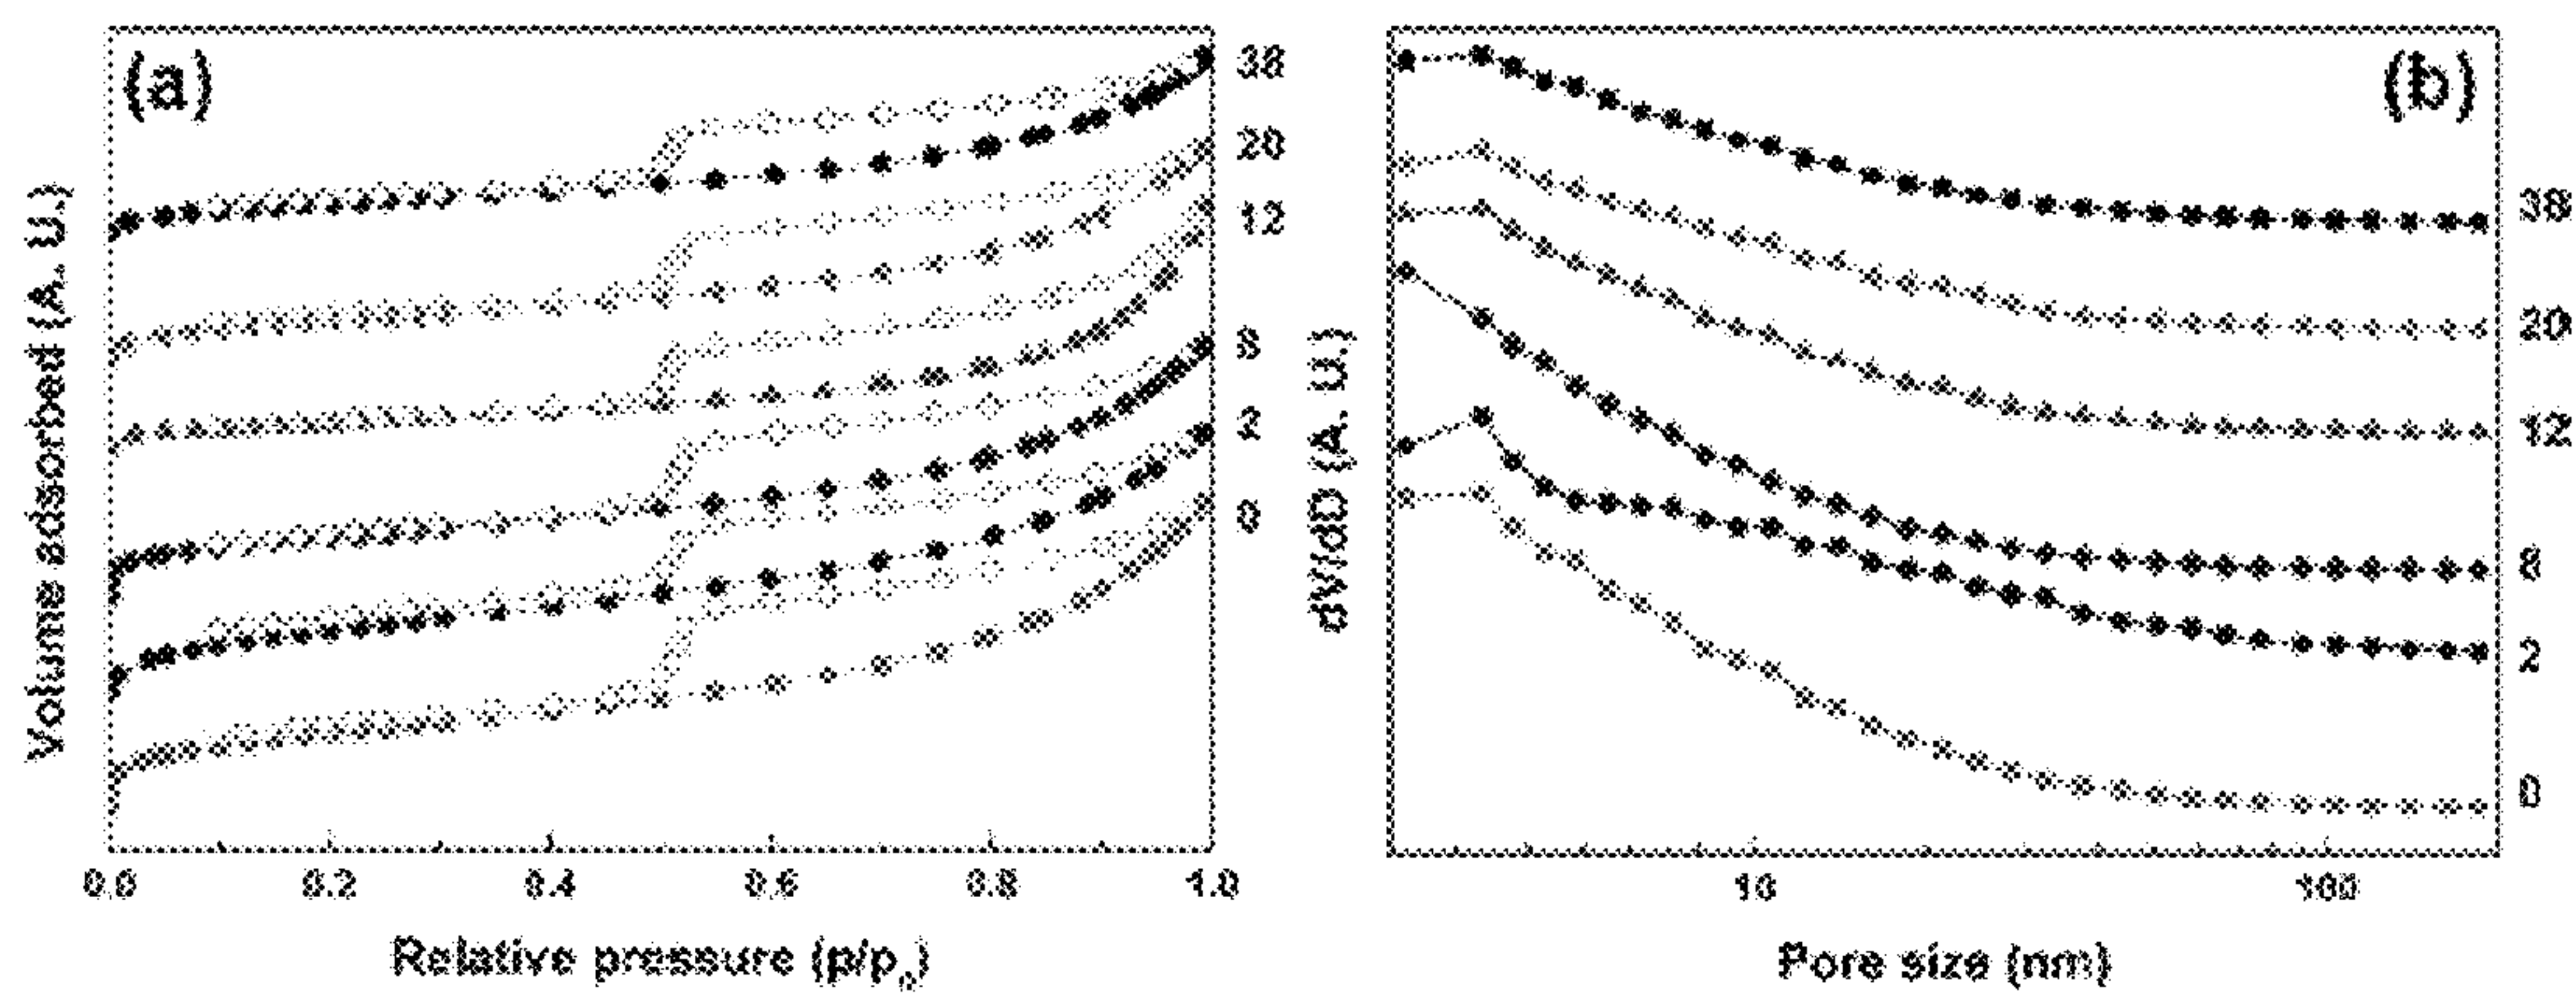 (a)
Volume adsorbed (A. U.)
38
20
12
8
2
0
0.0 0.2 0.4 0.6 0.8 1.0
Relative pressure (p/p0)
(b)
dV/dD (A. U.)
38
20
12
8
2
0
10 100
Pore size (nm)